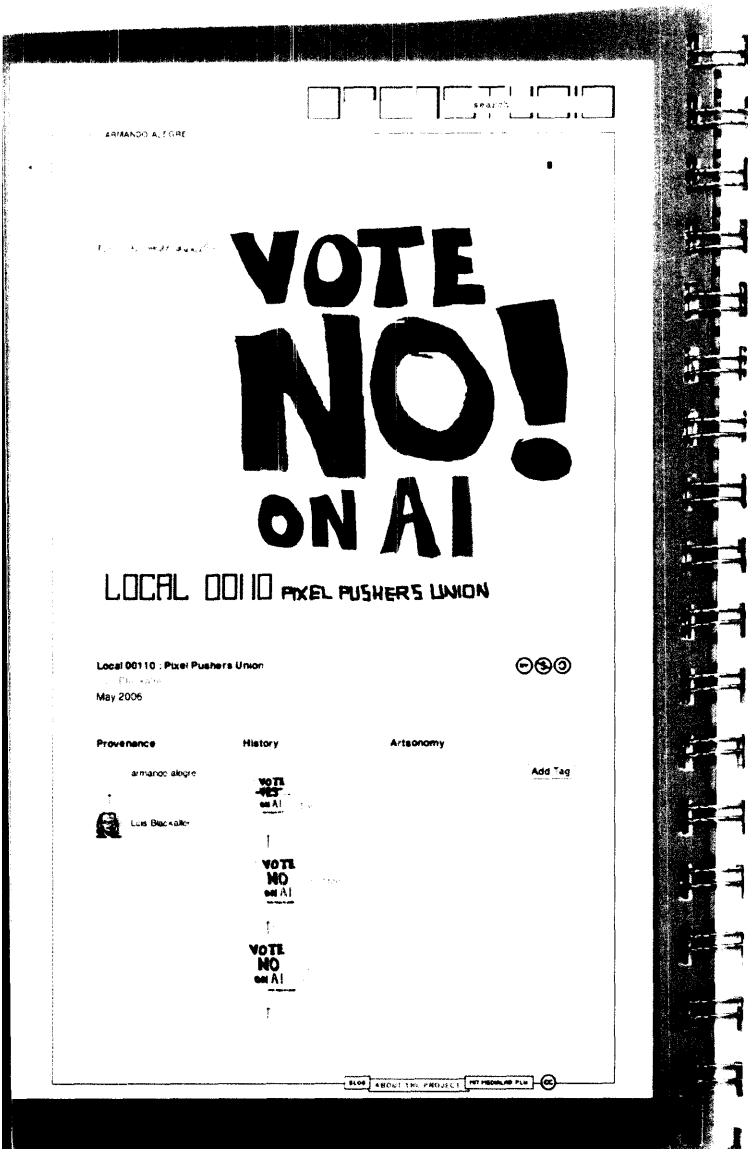 search
ARMANDO ALEGRE
VOTE
NO!
ON AI
LOCAL 00110 PIXEL PUSHERS UNION
Local 00110 : Pixel Pushers Union
May 2006
Provenance
History
Artsonomy
armando alegre
Add Tag
VOTE
YES
on AI
Luis Blackaller
VOTE
NO
on AI
VOTE
NO
on AI
BLOG
ABOUT THE PROJECT
MIT MEDIALAB PLW
CC